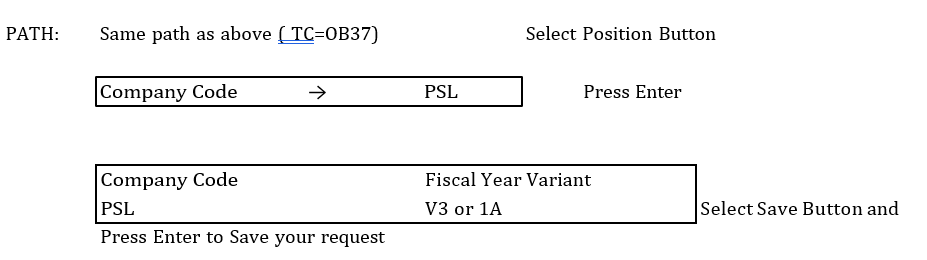 PATH: Same path as above ( TC=OB37) Select Position Button
Company Code → PSL Press Enter
Company Code Fiscal Year Variant
PSL V3 or 1A Select Save Button and
Press Enter to Save your request